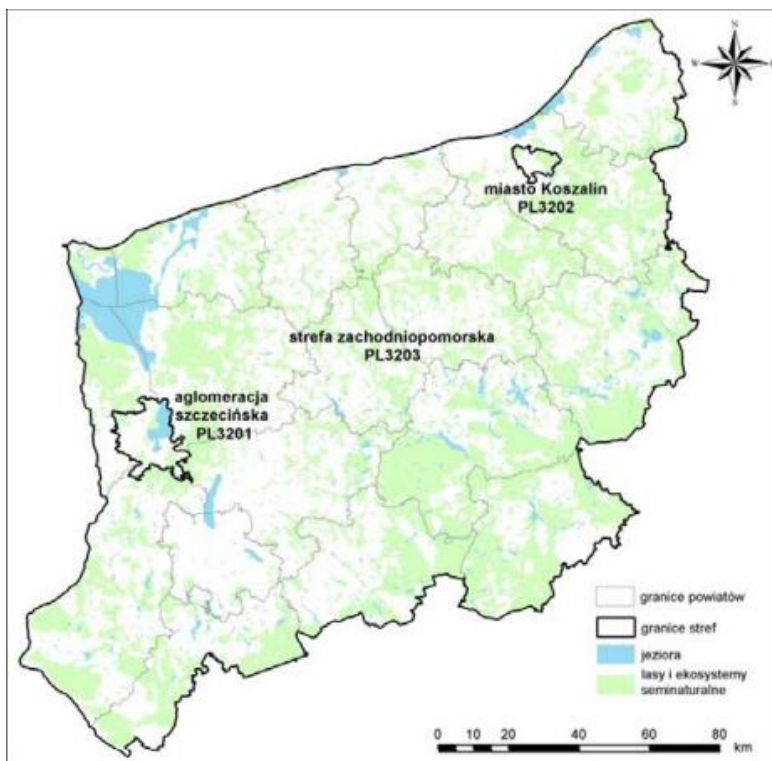 N
W
S
miasto Koszalin
PL3202
strefa zachodniopomorska
PL3203
aglomeracja
szczecińska
PL3201
granice powiatów
granice stref
jeziora
lasy i ekosystemy
seminaturalne
0 10 20 40 60 80
km